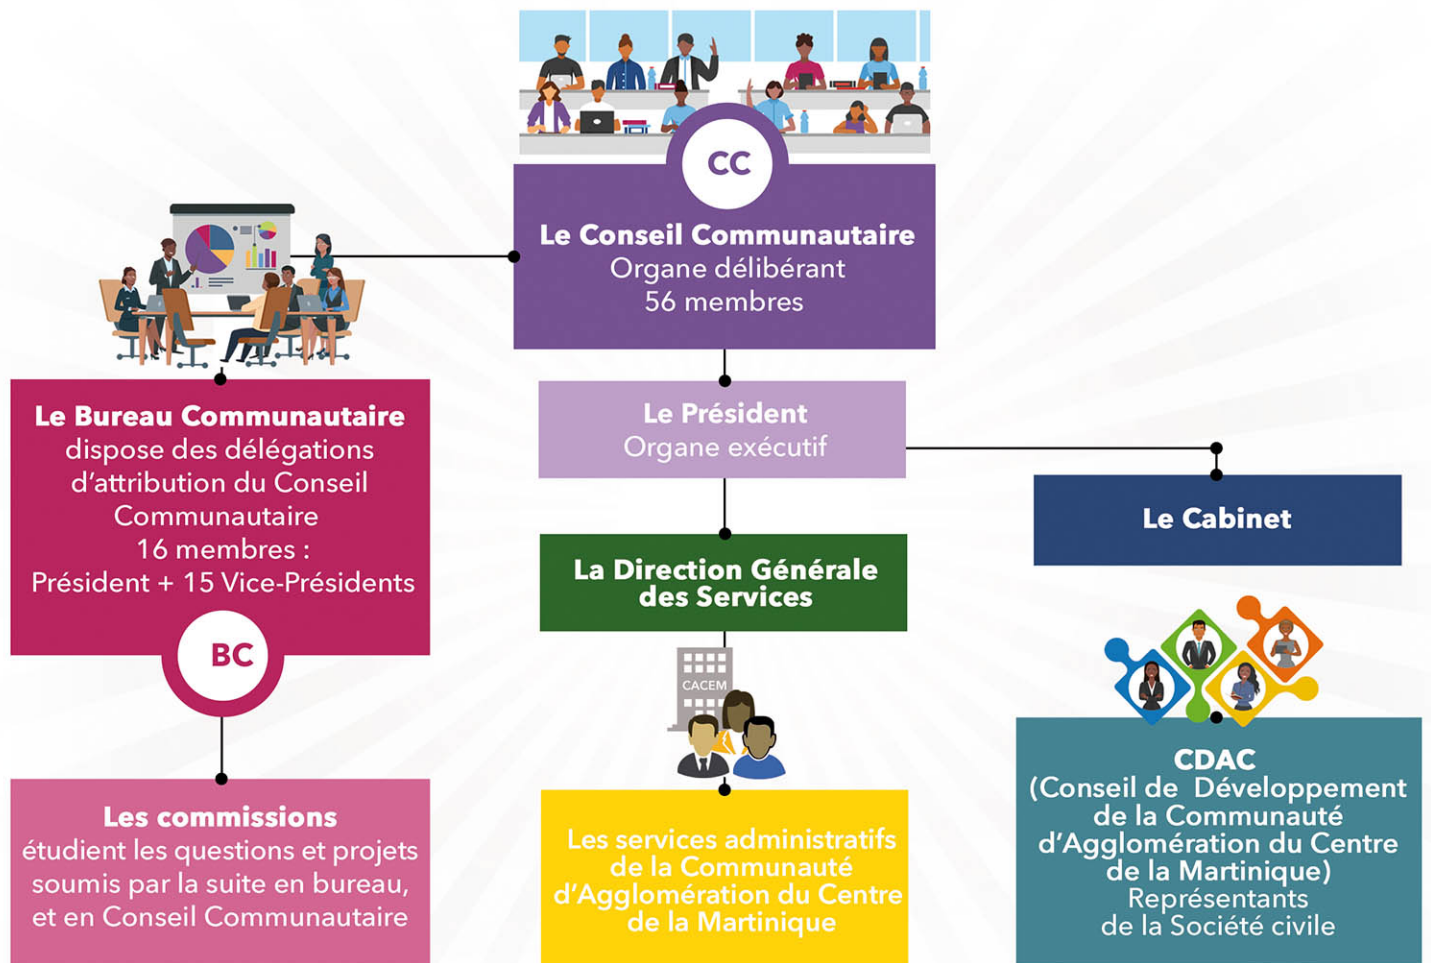 CC
Le Conseil Communautaire
Organe délibérant
56 membres
Le Bureau Communautaire
dispose des délégations
d'attribution du Conseil
Communautaire
16 membres :
Président + 15 Vice-Présidents
BC
Les commissions
étudient les questions et projets
soumis par la suite en bureau,
et en Conseil Communautaire
Le Président
Organe exécutif
La Direction Générale
des Services
CACEM
Les services administratifs
de la Communauté
d'Agglomération du Centre
de la Martinique
Le Cabinet
CDAC
(Conseil de Développement
de la Communauté
d'Agglomération du Centre
de la Martinique)
Représentants
de la Société civile